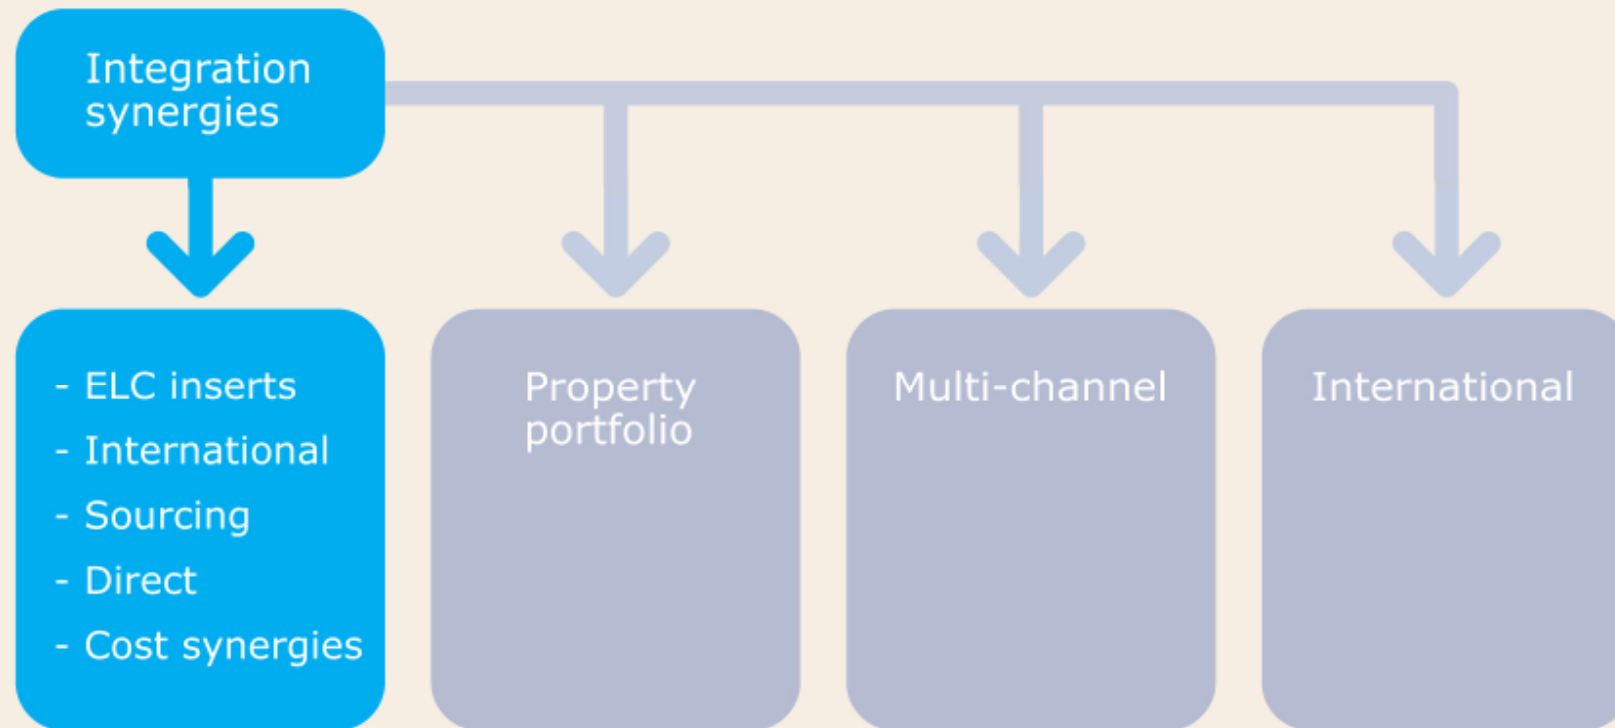 Integration
synergies
- ELC inserts
- International
- Sourcing
- Direct
- Cost synergies
Property
portfolio
Multi-channel
International